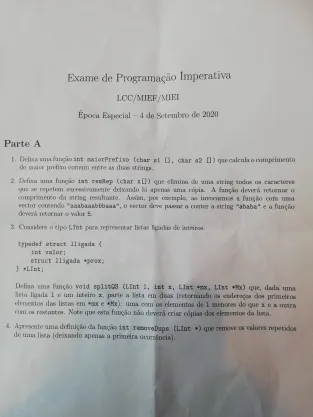 Exame de Programação Imperativa
LCC/MIEF/MIEI
Época Especial – 4 de Setembro de 2020
Parte A
1. Defina uma função int maiorPrefixo (char s1 [], char s2 []) que calcula o comprimento
do maior prefixo comum entre as duas strings.
2. Defina uma função int remRep (char x[]) que elimina de uma string todos os caracteres
que se repetem sucessivamente deixando lá apenas uma cópia. A função deverá retornar o
comprimento da string resultante. Assim, por exemplo, ao invocarmos a função com uma
vector contendo "aaabaaabbbaaa", o vector deve passar a conter a string "ababa" e a função
deverá retornar o valor 5.
3. Considere o tipo LInt para representar listas ligadas de inteiros.
typedef struct lligada {
int valor;
struct lligada *prox;
} *LInt;
Defina uma função void splitQS (LInt l, int x, LInt *mx, LInt *Mx) que, dada uma
lista ligada l e um inteiro x, parte a lista em duas (retornando os endereços dos primeiros
elementos das listas em *mx e *Mx): uma com os elementos de l menores do que x e outra
com os restantes. Note que esta função não deverá criar cópias dos elementos da lista.
4. Apresente uma definição da função int removeDups (LInt *) que remove os valores repetidos
de uma lista (deixando apenas a primeira ocorrência).